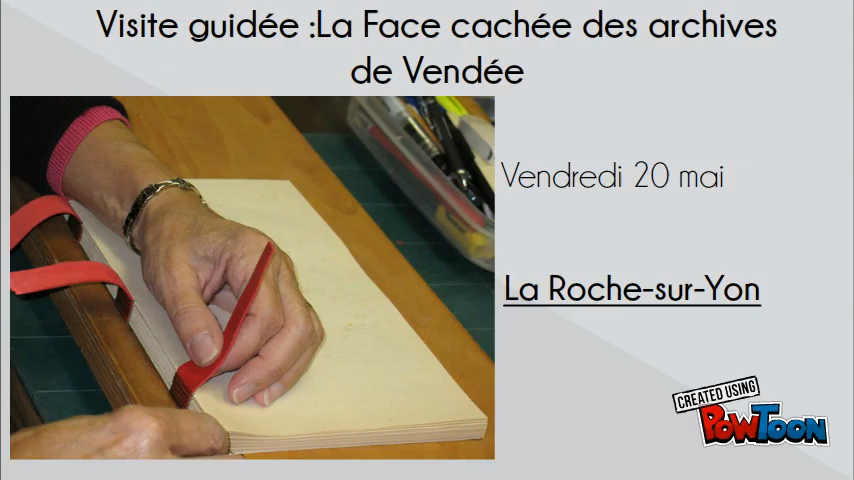 Visite guidée :La Face cachée des archives
de Vendée
Vendredi 20 mai
La Roche-sur-Yon
CREATED USING
POWTOON